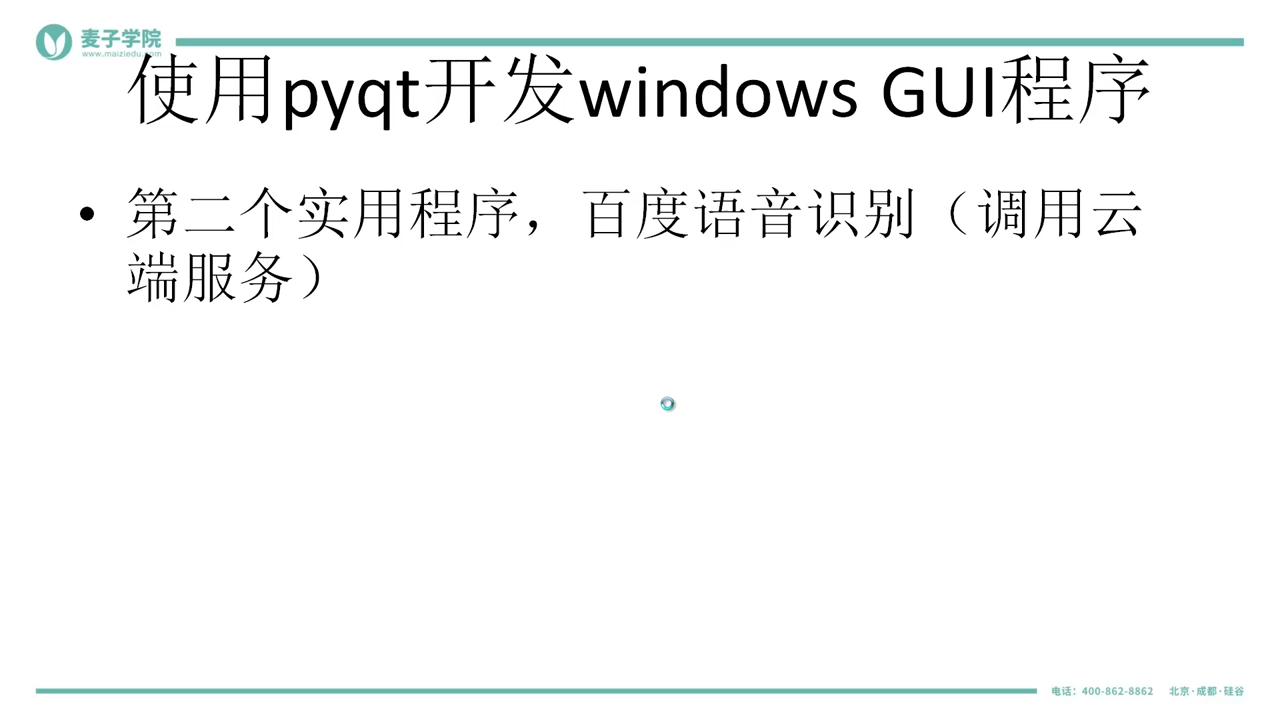 麦子学院
www.maiziedu.com
使用pyqt开发windows GUI程序
• 第二个实用程序，百度语音识别（调用云
端服务）
电话：400-862-8862 北京·成都·硅谷